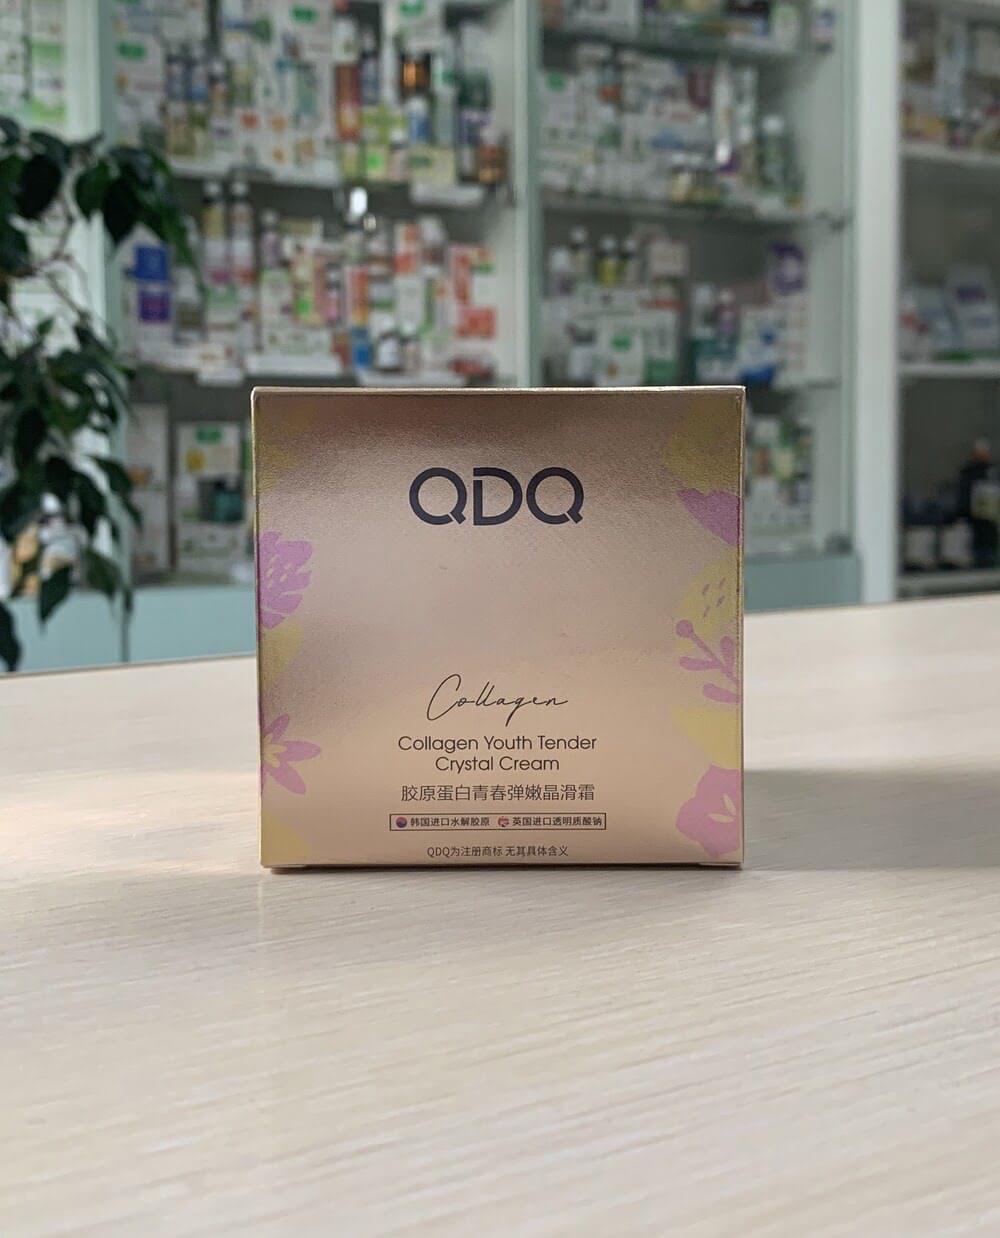 QDQ
Collagen
Collagen Youth Tender
Crystal Cream
胶原蛋白青春弹嫩晶滑霜
韩国进口水解胶原 英国进口透明质酸钠
QDQ为注册商标 无其具体含义